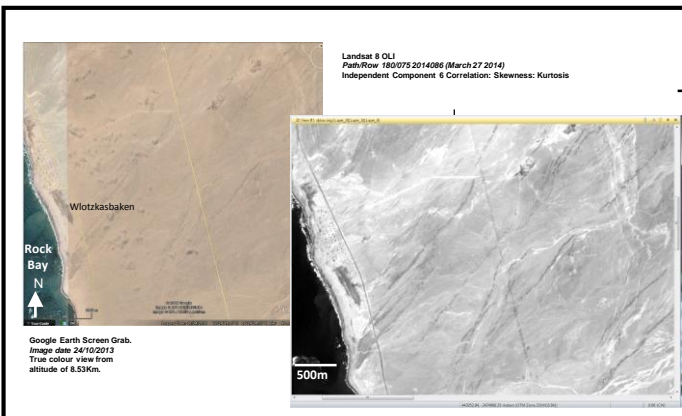 Landsat 8 OLI
Path/Row 180/075 2014086 (March 27 2014)
Independent Component 6 Correlation: Skewness: Kurtosis
Wlotzkasbaken
Rock
Bay
N
500m
Google Earth Screen Grab.
Image date 24/10/2013
True colour view from
altitude of 8.53Km.